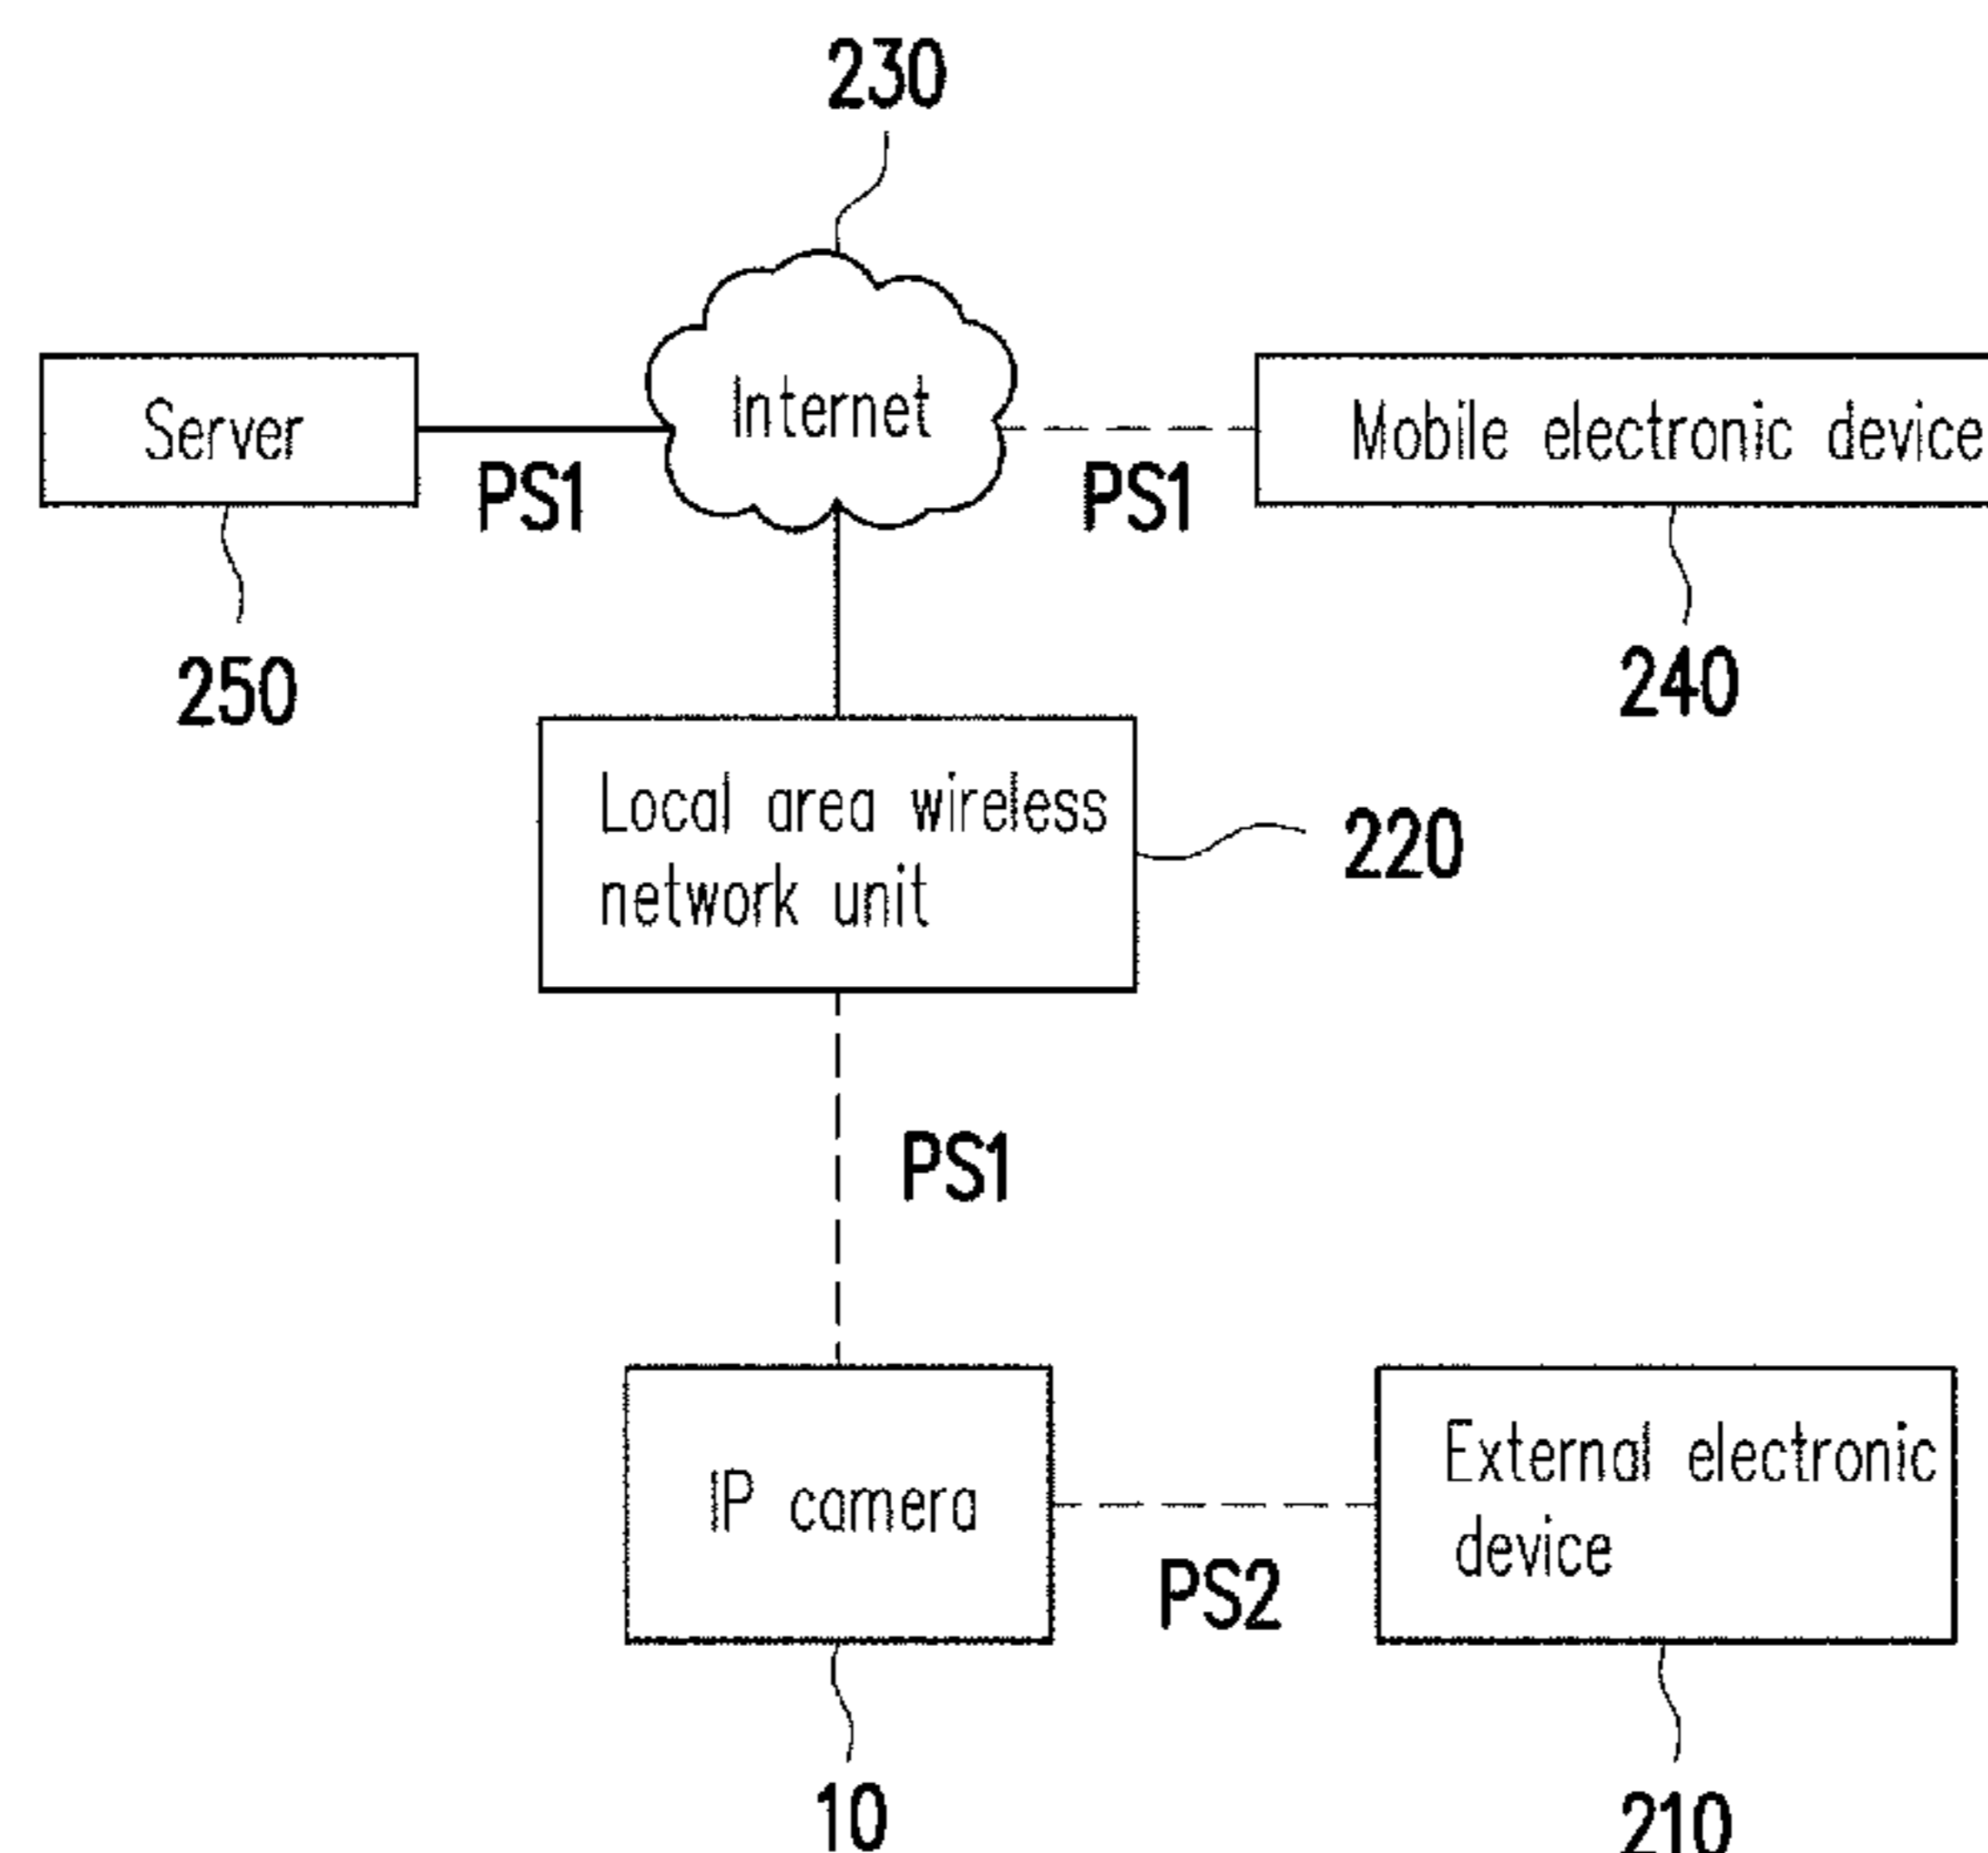 230
Server
Internet
Mobile electronic device
PS1
PS1
250
240
Local area wireless
network unit
220
PS1
IP camera
External electronic
device
PS2
10
210